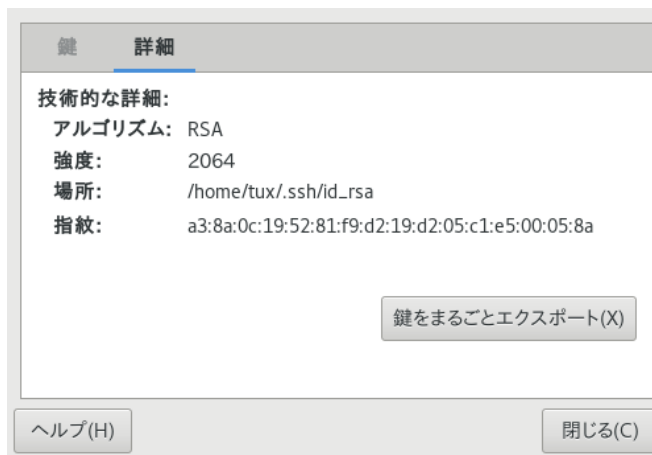 鍵 詳細
技術的な詳細:
アルゴリズム: RSA
強度: 2064
場所: /home/tux/.ssh/id_rsa
指紋: a3:8a:0c:19:52:81:f9:d2:19:d2:05:c1:e5:00:05:8a
鍵をまるごとエクスポート(X)
ヘルプ(H) 閉じる(C)